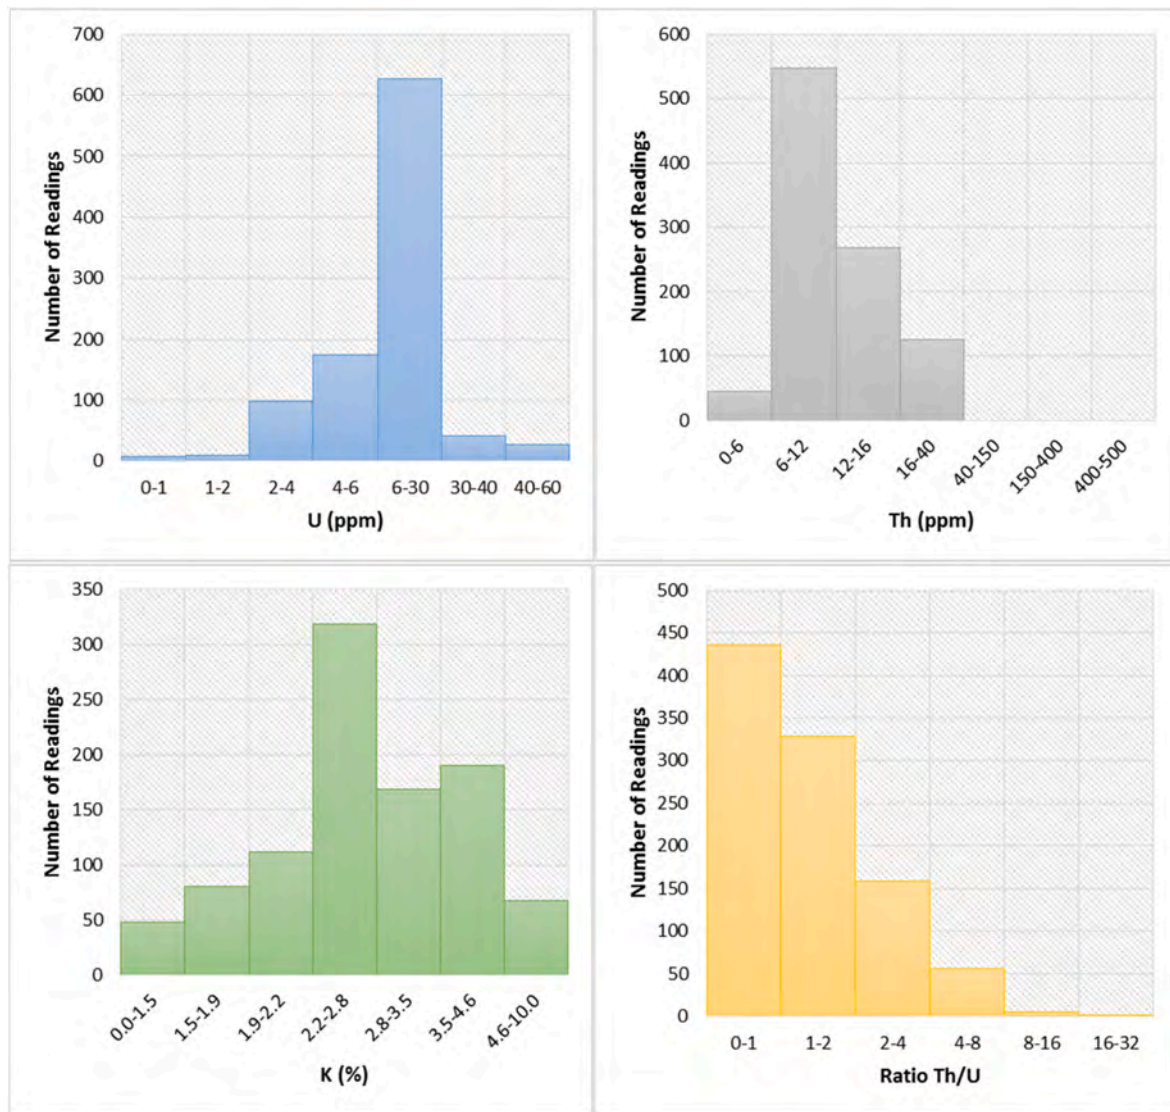 700
600
500
400
300
200
100
0
Number of Readings
0-1 1-2 2-4 4-6 6-30 30-40 40-60
U (ppm)
600
500
400
300
200
100
0
Number of Readings
0-6 6-12 12-16 16-40 40-150 150-400 400-500
Th (ppm)
350
300
250
200
150
100
50
0
Number of Readings
0.0-1.5 1.5-1.9 1.9-2.2 2.2-2.8 2.8-3.5 3.5-4.6 4.6-10.0
K (%)
500
450
400
350
300
250
200
150
100
50
0
Number of Readings
0-1 1-2 2-4 4-8 8-16 16-32
Ratio Th/U